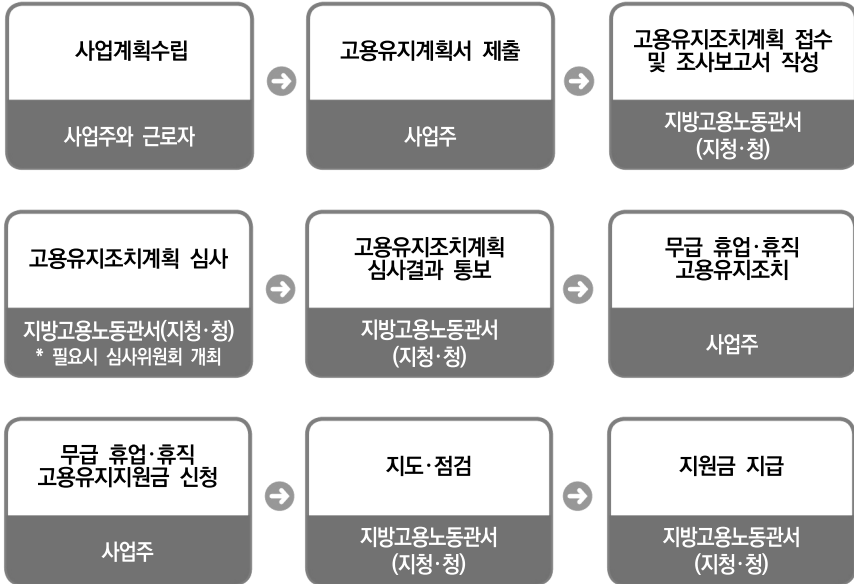 사업계획수립
사업주와 근로자
고용유지계획서 제출
사업주
고용유지조치계획 접수
및 조사보고서 작성
지방고용노동관서
(지청·청)
고용유지조치계획 심사
지방고용노동관서(지청·청)
* 필요시 심사위원회 개최
고용유지조치계획
심사결과 통보
지방고용노동관서
(지청·청)
무급 휴업·휴직
고용유지조치
사업주
무급 휴업·휴직
고용유지지원금 신청
사업주
지도·점검
지방고용노동관서
(지청·청)
지원금 지급
지방고용노동관서
(지청·청)